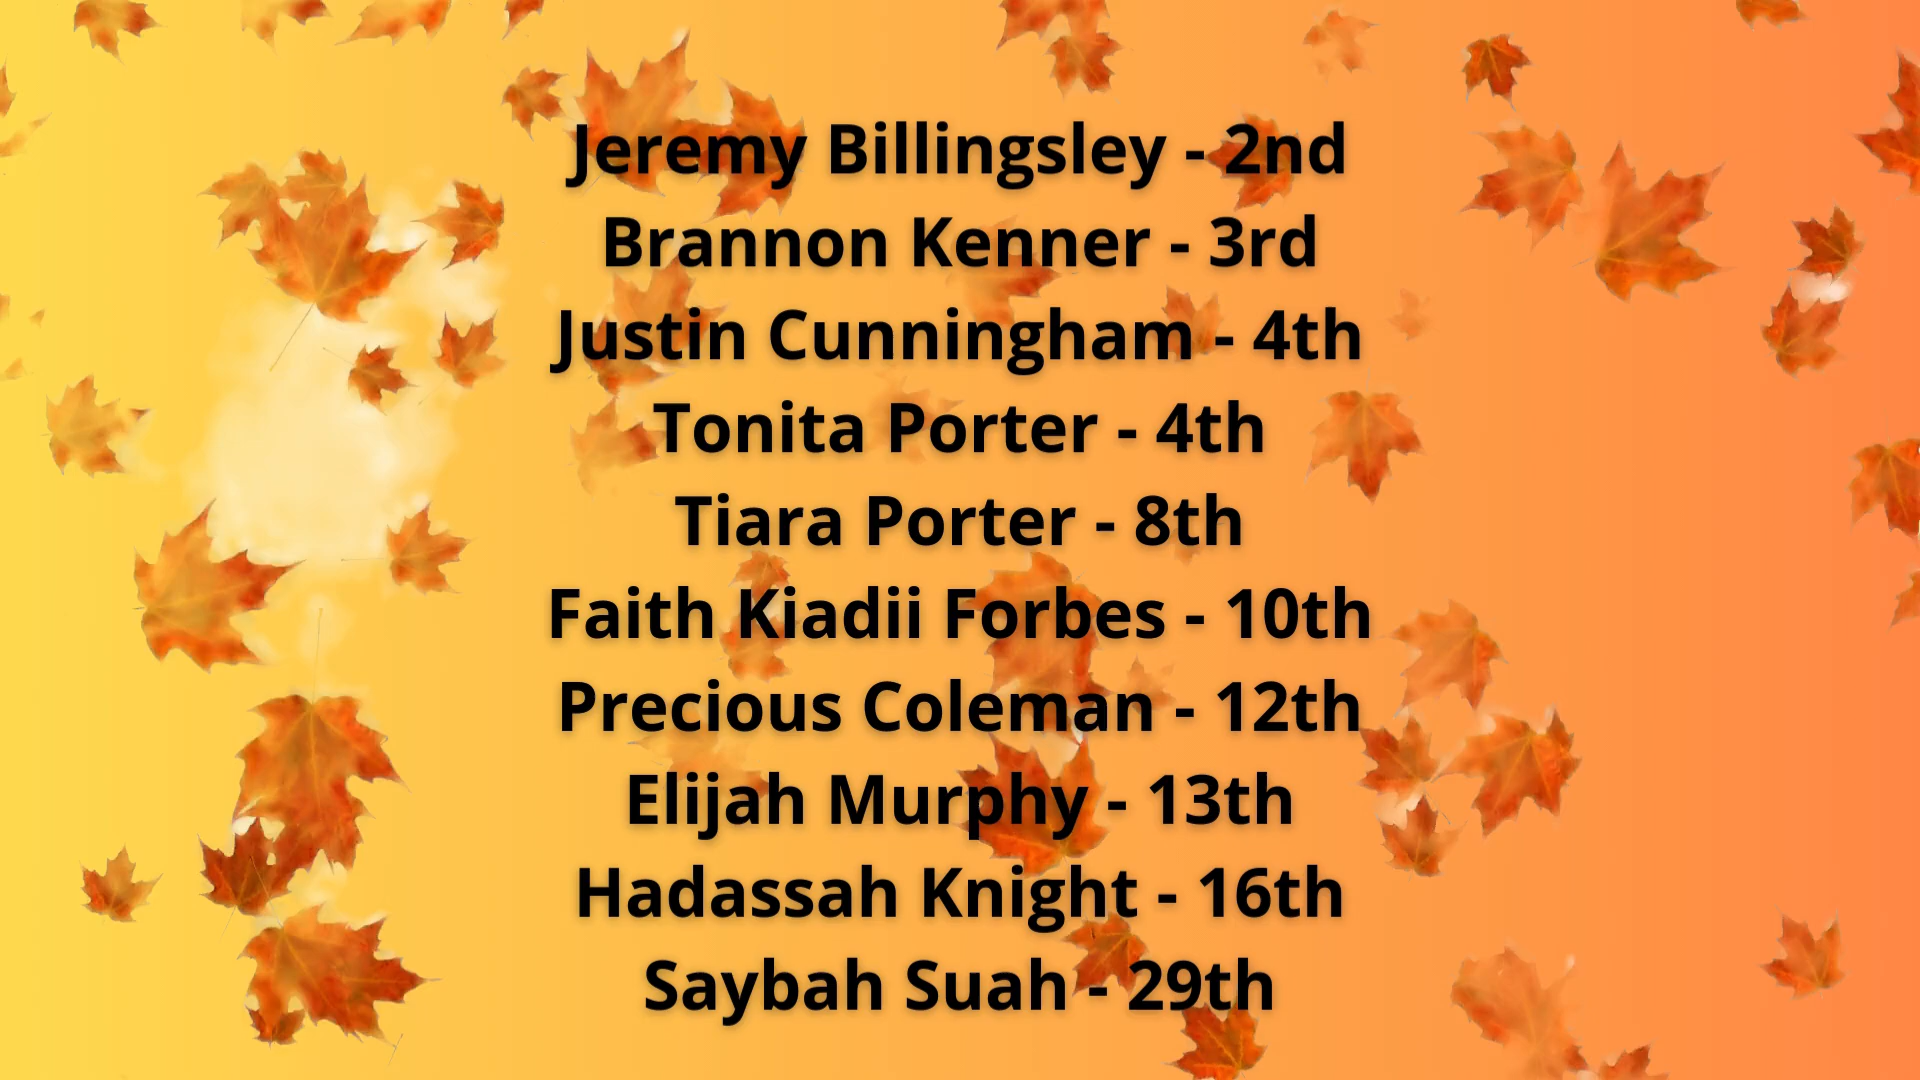 Jeremy Billingsley - 2nd
Brannon Kenner - 3rd
Justin Cunningham - 4th
Tonita Porter - 4th
Tiara Porter - 8th
Faith Kiadii Forbes - 10th
Precious Coleman - 12th
Elijah Murphy - 13th
Hadassah Knight - 16th
Saybah Suah - 29th